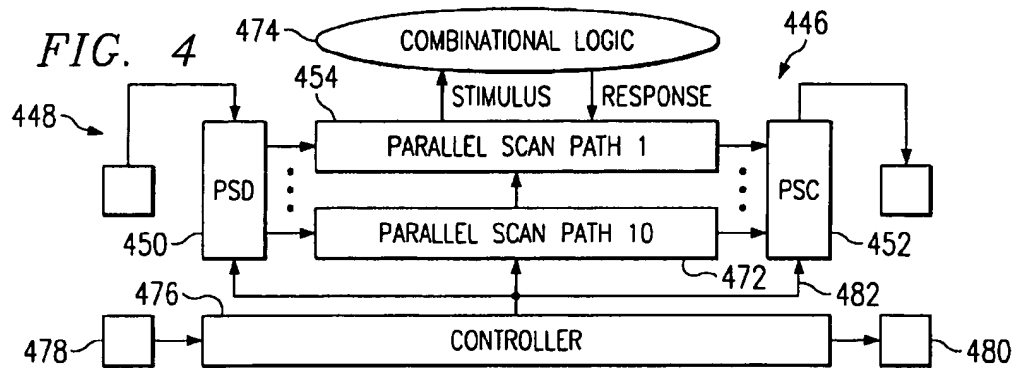 FIG. 4
474
COMBINATIONAL LOGIC
446
454
STIMULUS
RESPONSE
448
PSD
PARALLEL SCAN PATH 1
PSC
450
PARALLEL SCAN PATH 10
452
476
472
482
478
CONTROLLER
480